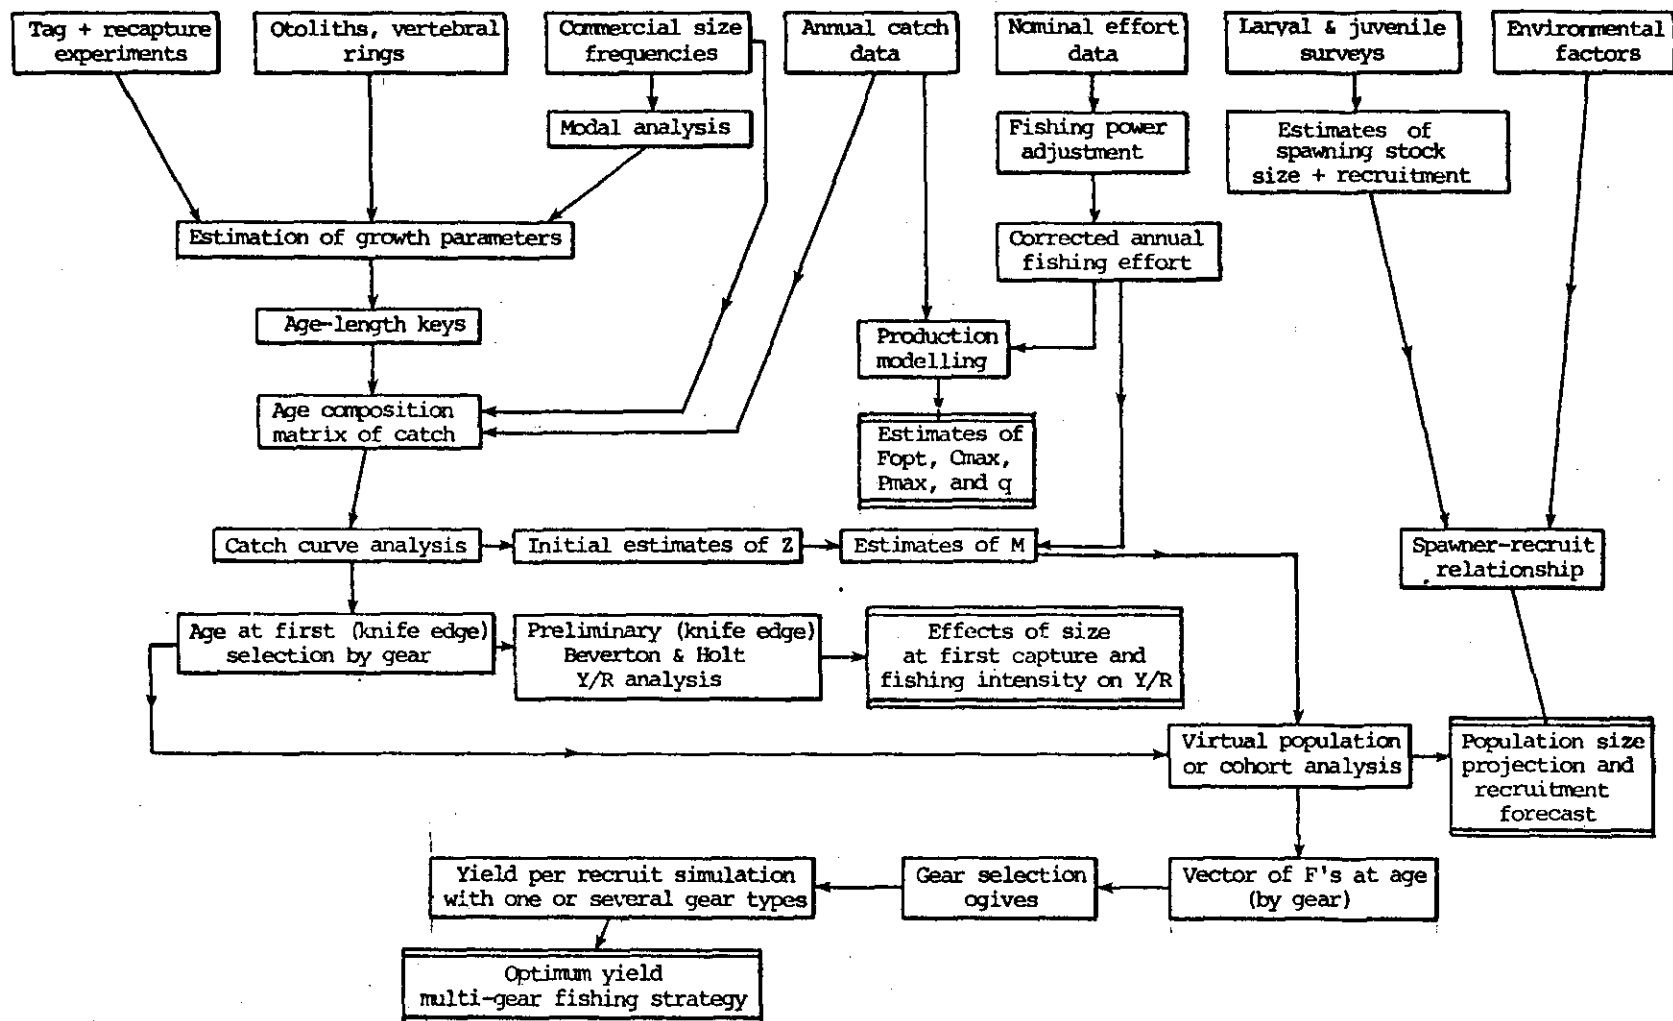 Tag + recapture
experiments
Otoliths, vertebral
rings
Commercial size
frequencies
Annual catch
data
Nominal effort
data
Larval & juvenile
surveys
Environmental
factors
Modal analysis
Fishing power
adjustment
Estimates of
spawning stock
size + recruitment
Estimation of growth parameters
Corrected annual
fishing effort
Age-length keys
Production
modelling
Age composition
matrix of catch
Estimates of
Fopt, Cmax,
Pmax, and q
Catch curve analysis
Initial estimates of Z
Estimates of M
Spawner-recruit
relationship
Age at first (knife edge)
selection by gear
Preliminary (knife edge)
Beverton & Holt
Y/R analysis
Effects of size
at first capture and
fishing intensity on Y/R
Virtual population
or cohort analysis
Population size
projection and
recruitment
forecast
Yield per recruit simulation
with one or several gear types
Gear selection
ogives
Vector of F's at age
(by gear)
Optimum yield
multi-gear fishing strategy